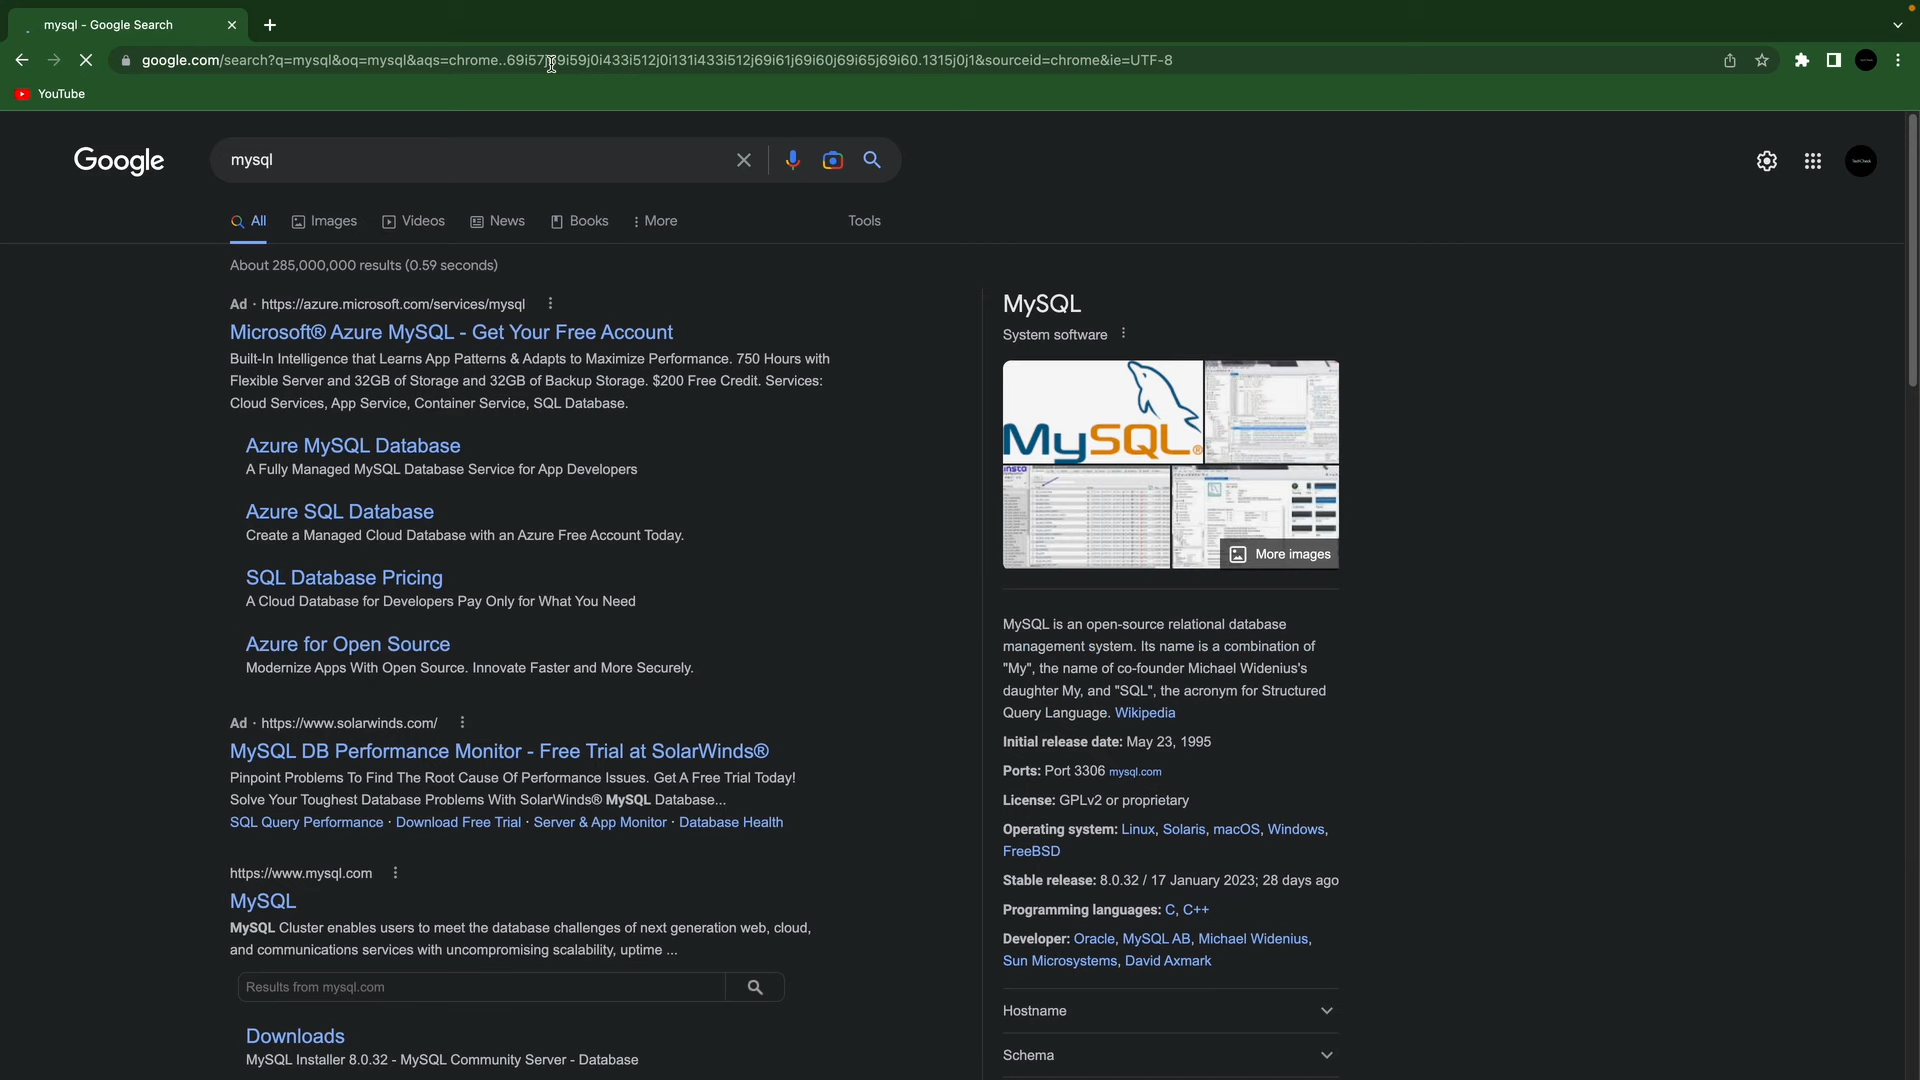 mysql - Google Search
google.com/search?q=mysql&oq=mysql&aqs=chrome..69i57j69i59j0i433i512j0i131i433i512j69i61j69i60j69i65j69i60.1315j0j1&sourceid=chrome&ie=UTF-8
YouTube
Google
mysql
All
Images
Videos
News
Books
More
Tools
About 285,000,000 results (0.59 seconds)
Ad · https://azure.microsoft.com/services/mysql
Microsoft® Azure MySQL - Get Your Free Account
Built-In Intelligence that Learns App Patterns & Adapts to Maximize Performance. 750 Hours with
Flexible Server and 32GB of Storage and 32GB of Backup Storage. $200 Free Credit. Services:
Cloud Services, App Service, Container Service, SQL Database.
Azure MySQL Database
A Fully Managed MySQL Database Service for App Developers
Azure SQL Database
Create a Managed Cloud Database with an Azure Free Account Today.
SQL Database Pricing
A Cloud Database for Developers Pay Only for What You Need
Azure for Open Source
Modernize Apps With Open Source. Innovate Faster and More Securely.
Ad · https://www.solarwinds.com/
MySQL DB Performance Monitor - Free Trial at SolarWinds®
Pinpoint Problems To Find The Root Cause Of Performance Issues. Get A Free Trial Today!
Solve Your Toughest Database Problems With SolarWinds® MySQL Database...
SQL Query Performance · Download Free Trial · Server & App Monitor · Database Health
https://www.mysql.com
MySQL
MySQL Cluster enables users to meet the database challenges of next generation web, cloud,
and communications services with uncompromising scalability, uptime ...
Results from mysql.com
Downloads
MySQL Installer 8.0.32 - MySQL Community Server - Database
MySQL
System software
MySQL®
More images
MySQL is an open-source relational database
management system. Its name is a combination of
"My", the name of co-founder Michael Widenius's
daughter My, and "SQL", the acronym for Structured
Query Language. Wikipedia
Initial release date: May 23, 1995
Ports: Port 3306 mysql.com
License: GPLv2 or proprietary
Operating system: Linux, Solaris, macOS, Windows,
FreeBSD
Stable release: 8.0.32 / 17 January 2023; 28 days ago
Programming languages: C, C++
Developer: Oracle, MySQL AB, Michael Widenius,
Sun Microsystems, David Axmark
Hostname
Schema